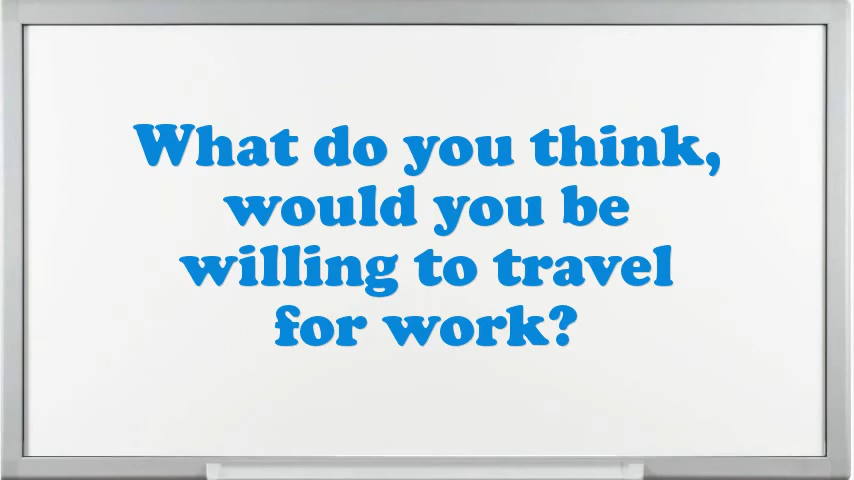 What do you think,
would you be
willing to travel
for work?